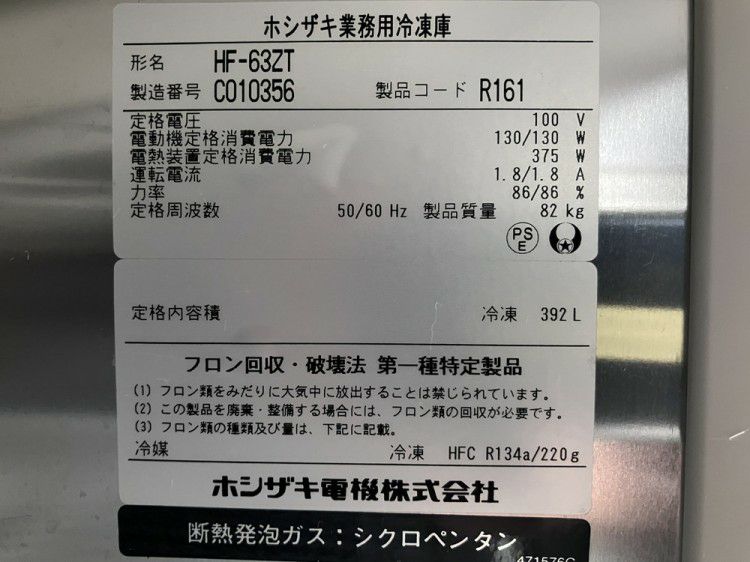 ホシザキ業務用冷凍庫
形名 HF-63ZT
製造番号 C010356 製品コード R161
定格電圧 100 V
電動機定格消費電力 130/130 W
電熱装置定格消費電力 375 W
運転電流 1.8/1.8 A
力率 86/86 %
定格周波数 50/60 Hz 製品質量 82 kg
PS
E
定格内容積 冷凍 392 L
フロン回収・破壊法 第一種特定製品
(1) フロン類をみだりに大気中に放出することは禁じられています。
(2) この製品を廃棄・整備する場合には、フロン類の回収が必要です。
(3) フロン類の種類及び量は、下記に記載。
冷媒 冷凍 HFC R134a/220g
ホシザキ電機株式会社
断熱発泡ガス：シクロペンタン